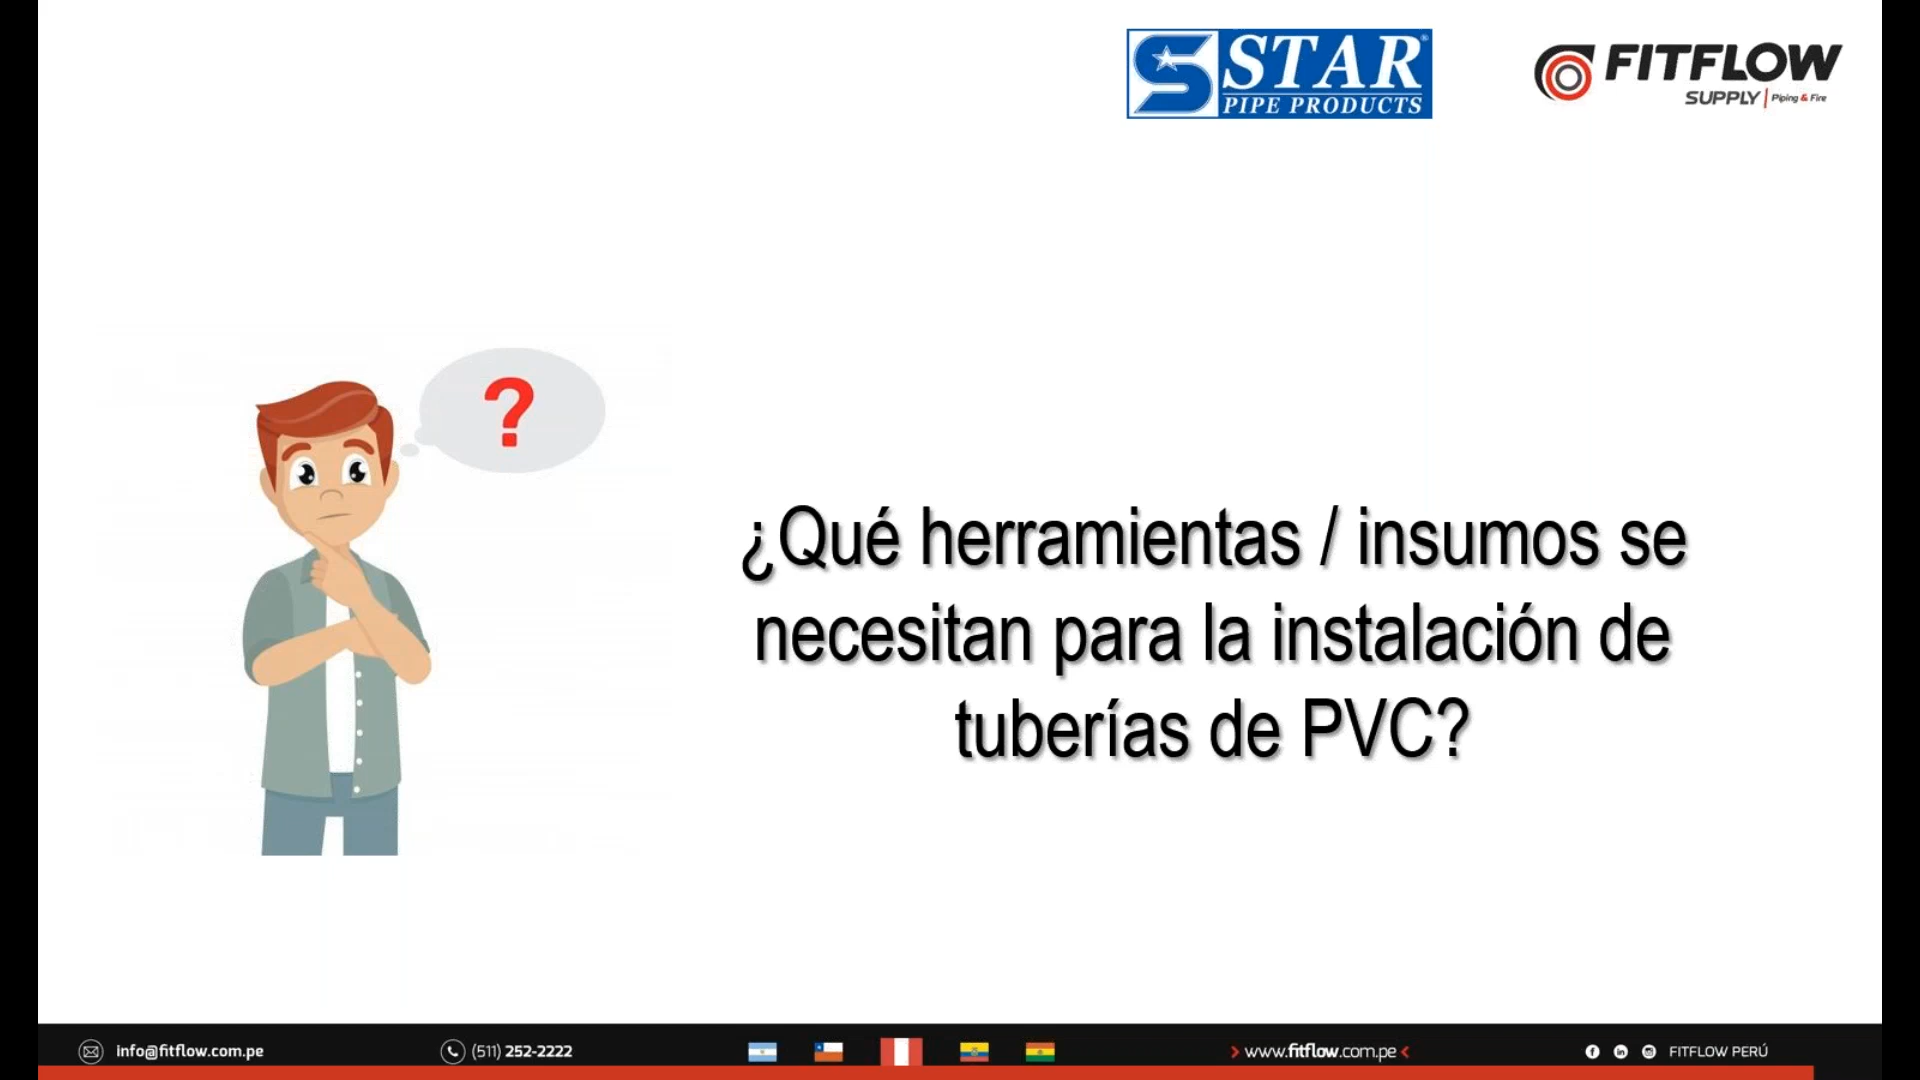 STAR
PIPE PRODUCTS
FITFLOW
SUPPLY | Piping & Fire
?
¿Qué herramientas / insumos se
necesitan para la instalación de
tuberías de PVC?
info@fitflow.com.pe
(511) 252-2222
www.fitflow.com.pe
FITFLOW PERÚ